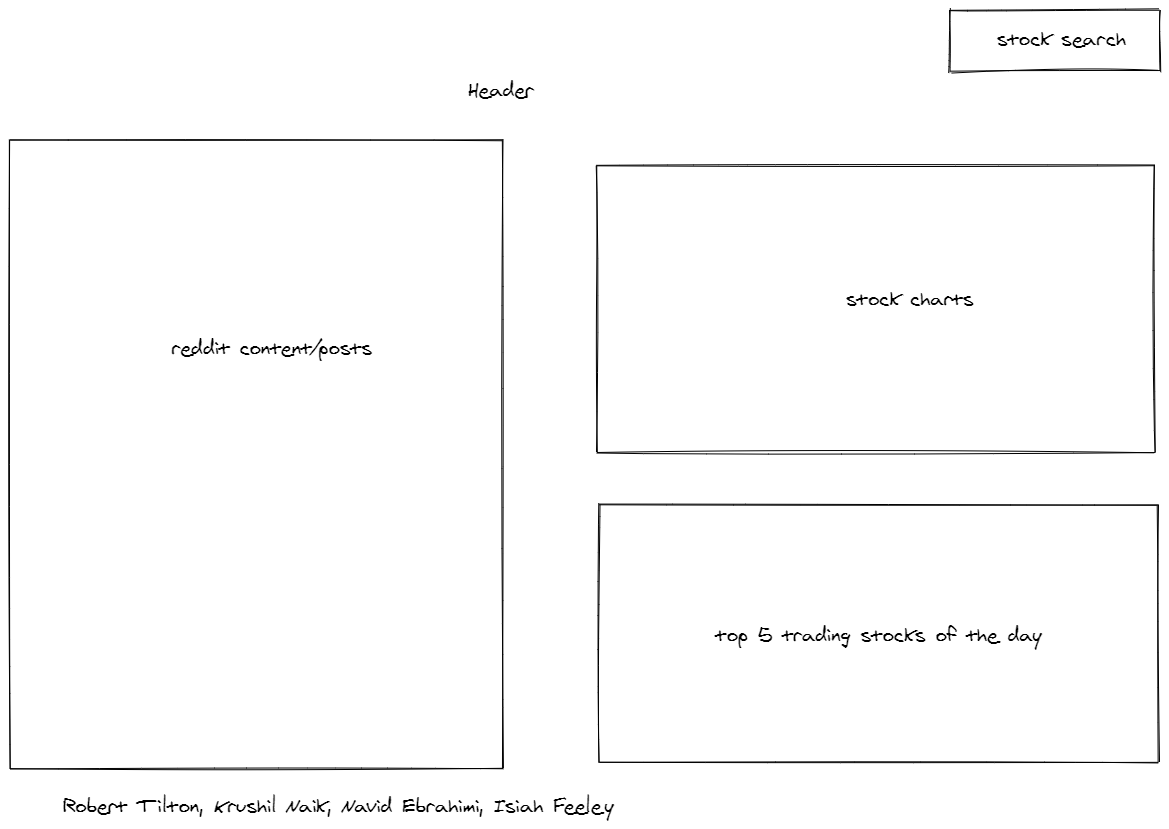 stock search
Header
reddit content/posts
stock charts
top 5 trading stocks of the day
Robert Tilton, Krushil Naik, Navid Ebrahimi, Isiah Feeley